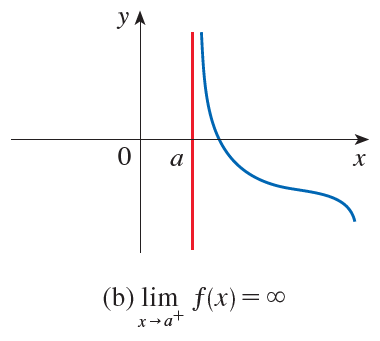 y
0
a
x
(b) lim f(x) = ∞
x→a⁺